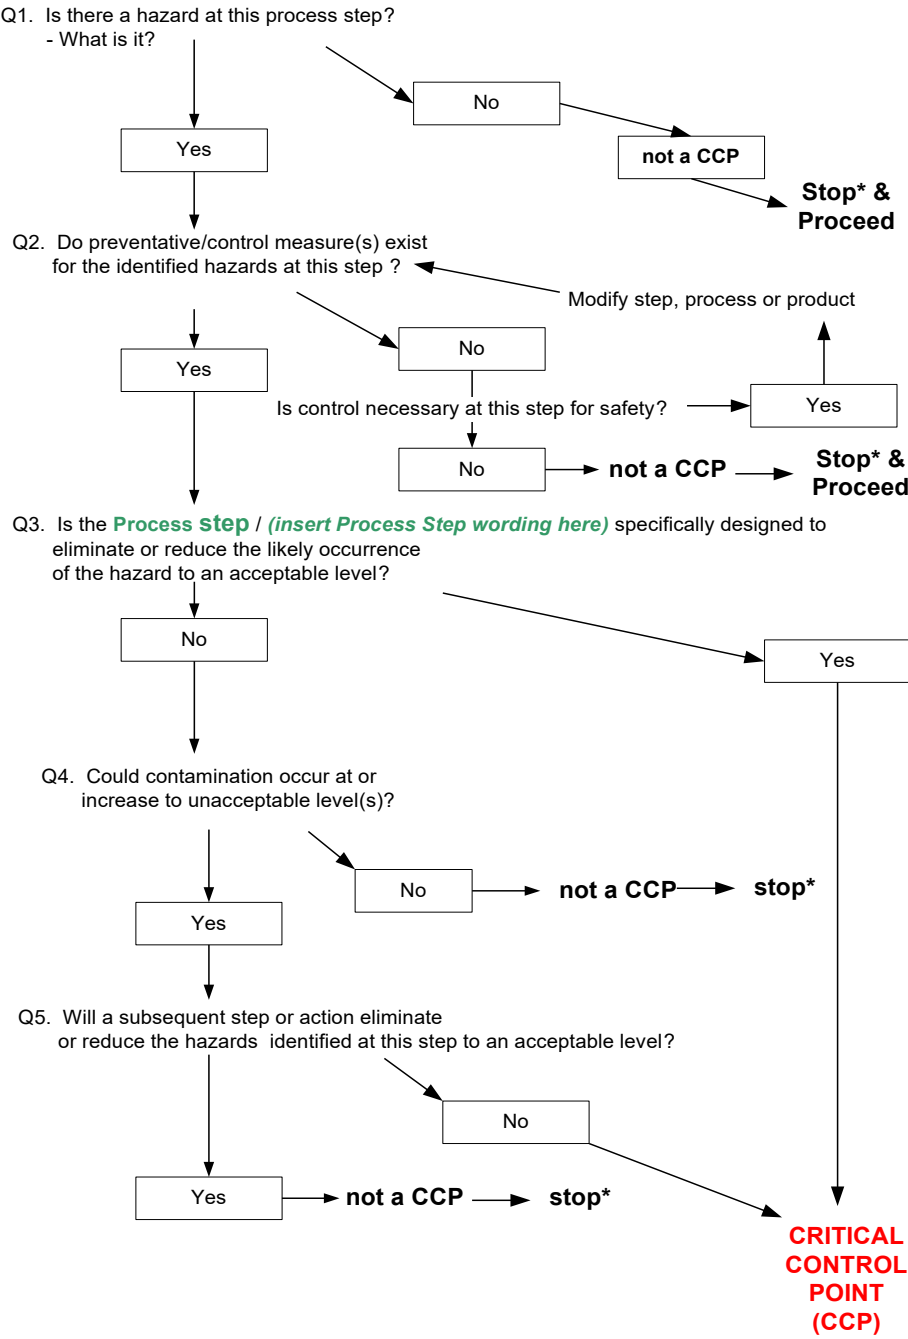 Q1. Is there a hazard at this process step?
- What is it?
No
Yes
not a CCP
Stop* &
Proceed
Q2. Do preventative/control measure(s) exist
for the identified hazards at this step ?
Modify step, process or product
No
Yes
Is control necessary at this step for safety?
Yes
No
not a CCP
Stop* &
Proceed
Q3. Is the Process step / (insert Process Step wording here) specifically designed to
eliminate or reduce the likely occurrence
of the hazard to an acceptable level?
No
Yes
Q4. Could contamination occur at or
increase to unacceptable level(s)?
No
not a CCP
stop*
Yes
Q5. Will a subsequent step or action eliminate
or reduce the hazards identified at this step to an acceptable level?
No
Yes
not a CCP
stop*
CRITICAL
CONTROL
POINT
(CCP)